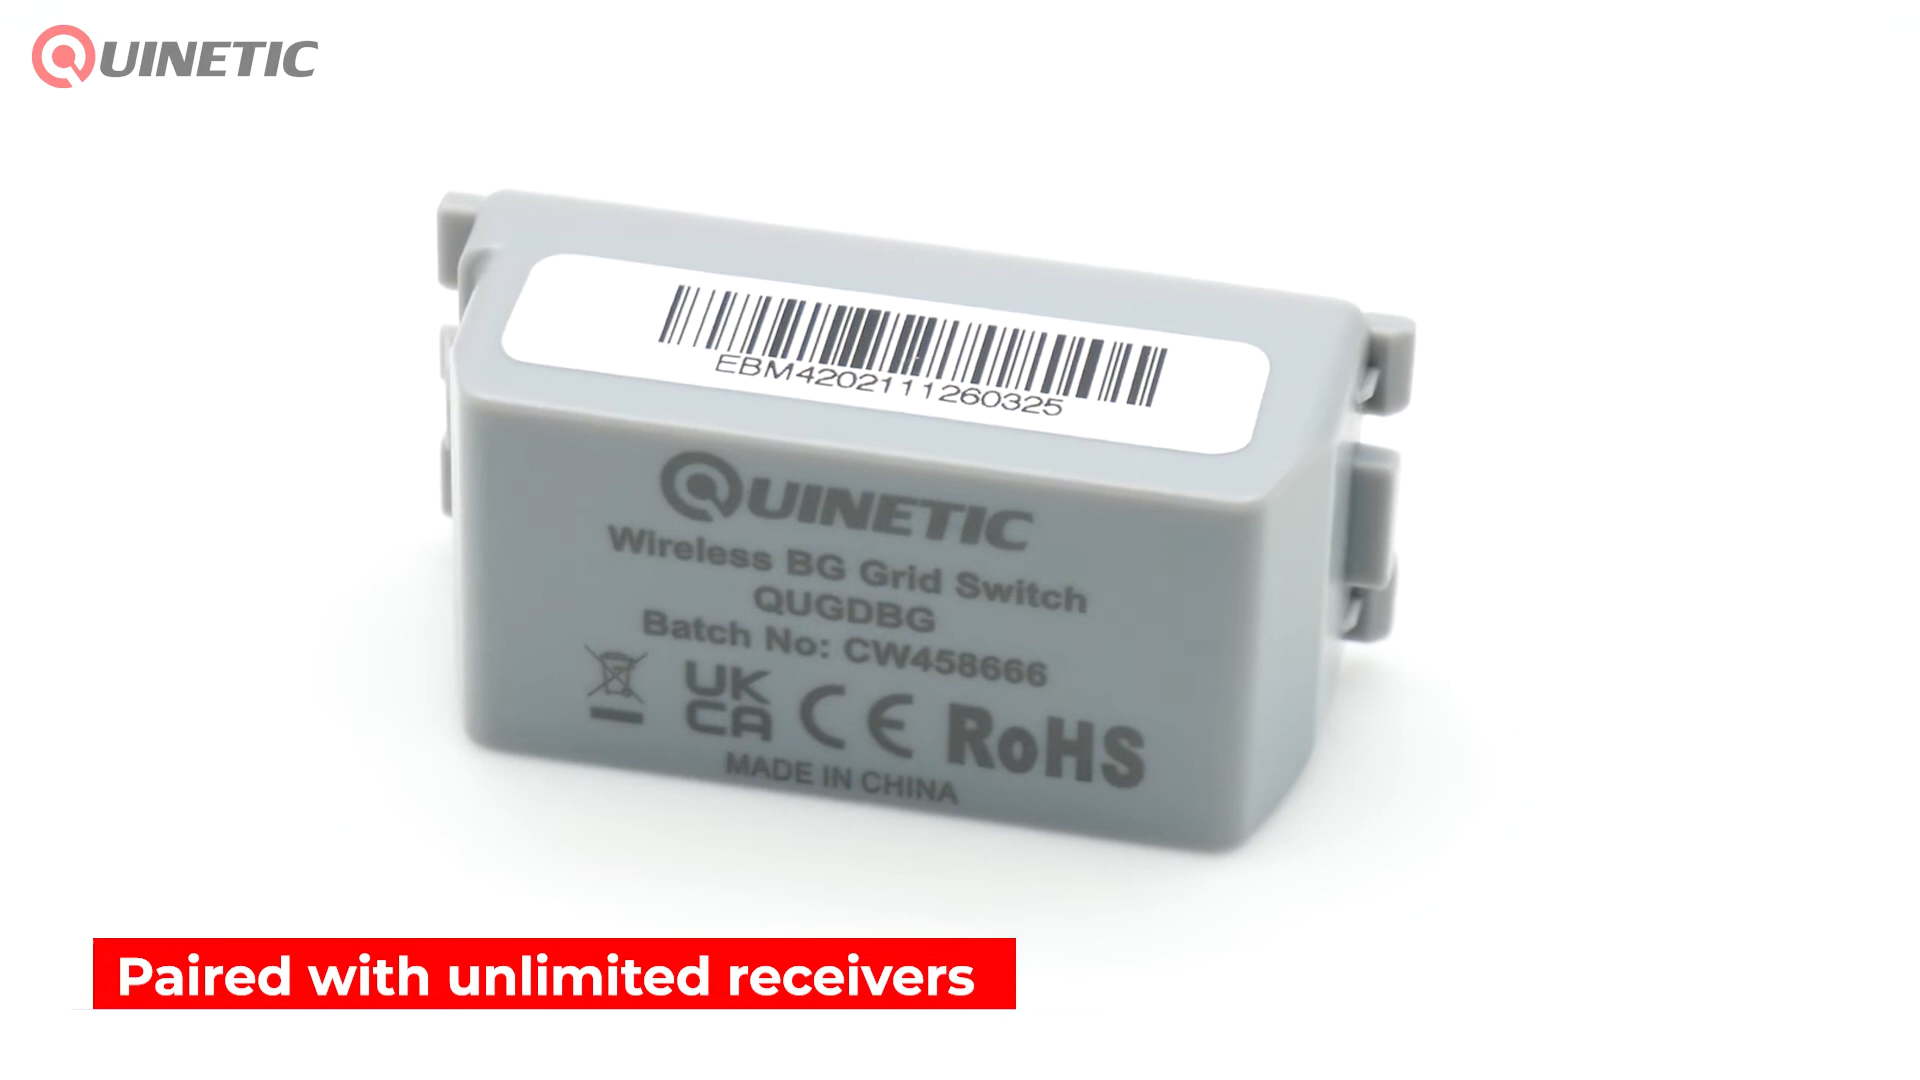 QUINETIC
EBM4202111260325
QUINETIC
Wireless BG Grid Switch
QUGDBG
Batch No: CW458666
UK
CA CE RoHS
MADE IN CHINA
Paired with unlimited receivers